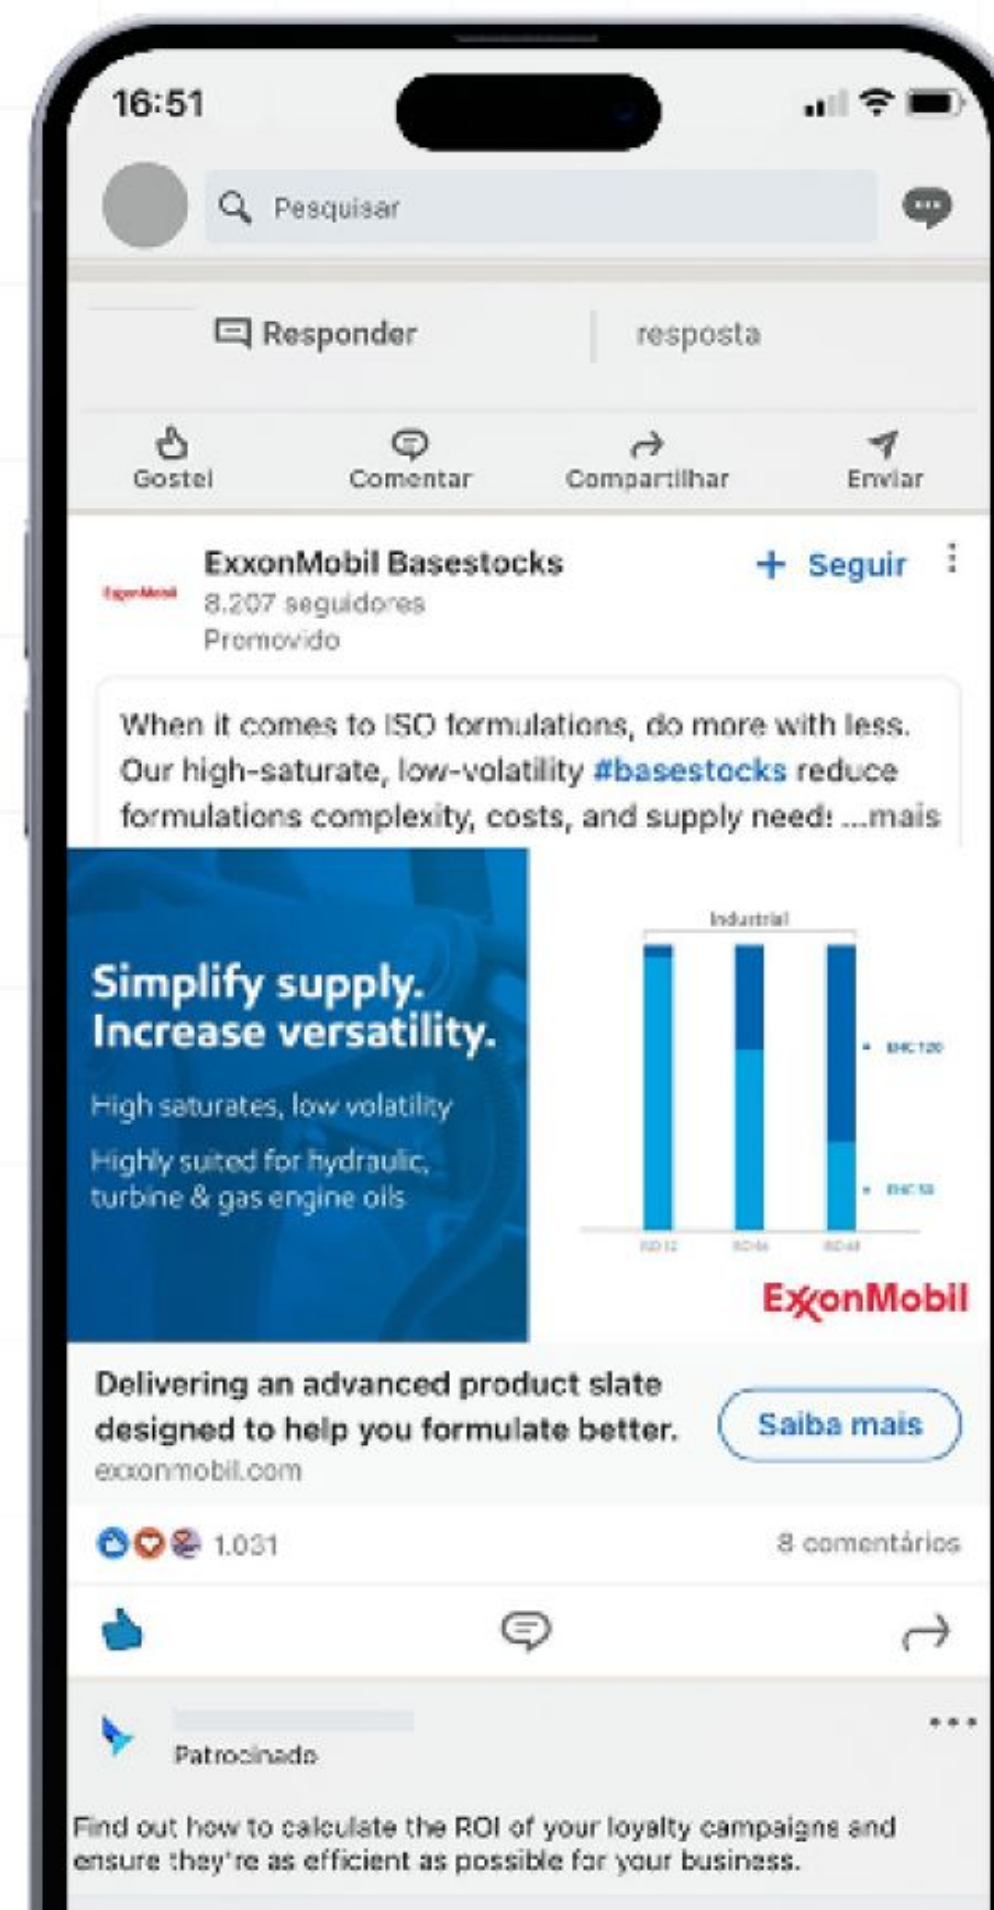 16:51
Pesquisar
Responder
resposta
Gostei
Comentar
Compartilhar
Enviar
ExxonMobil Basestocks
+ Seguir
ExxonMobil
8.207 seguidores
Promovido
When it comes to ISO formulations, do more with less.
Our high-saturate, low-volatility #basestocks reduce
formulations complexity, costs, and supply needs ...mais
Simplify supply.
Increase versatility.
High saturates, low volatility
Highly suited for hydraulic,
turbine & gas engine oils
Industrial
EHC 120
EHC 50
ExxonMobil
Delivering an advanced product slate
designed to help you formulate better.
exxonmobil.com
Saiba mais
1.031
8 comentários
Patrocinado
Find out how to calculate the ROI of your loyalty campaigns and
ensure they're as efficient as possible for your business.